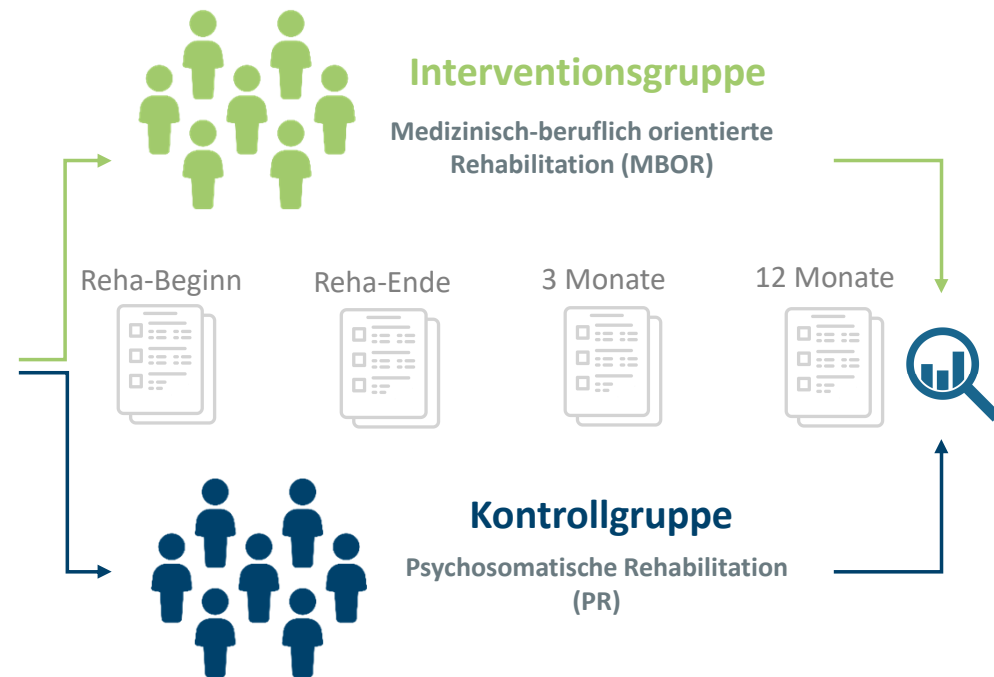 Interventionsgruppe
Medizinisch-beruflich orientierte
Rehabilitation (MBOR)
Reha-Beginn
Reha-Ende
3 Monate
12 Monate
Kontrollgruppe
Psychosomatische Rehabilitation
(PR)